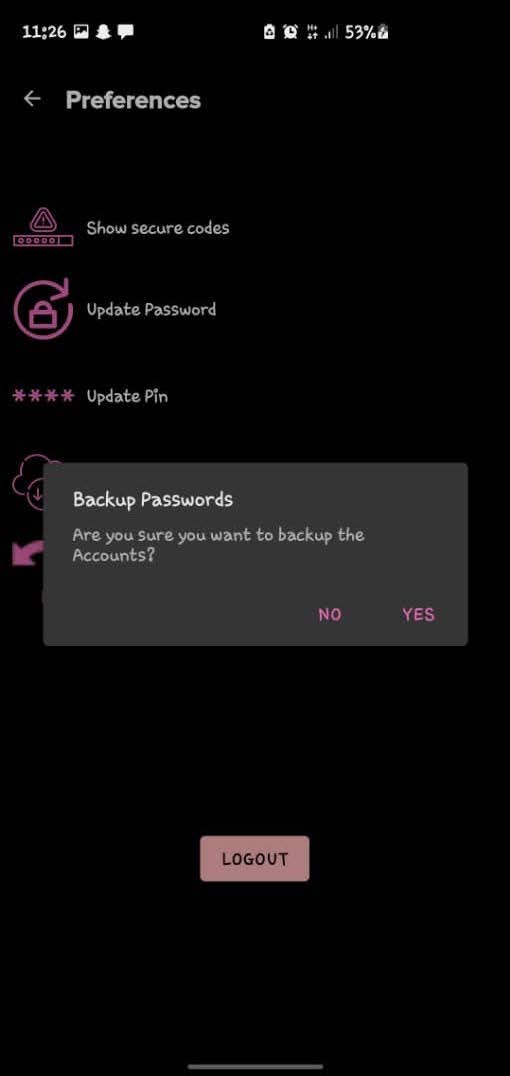 11:26 53%
Preferences
Show secure codes
Update Password
**** Update Pin
Backup Passwords
Are you sure you want to backup the
Accounts?
NO YES
LOGOUT